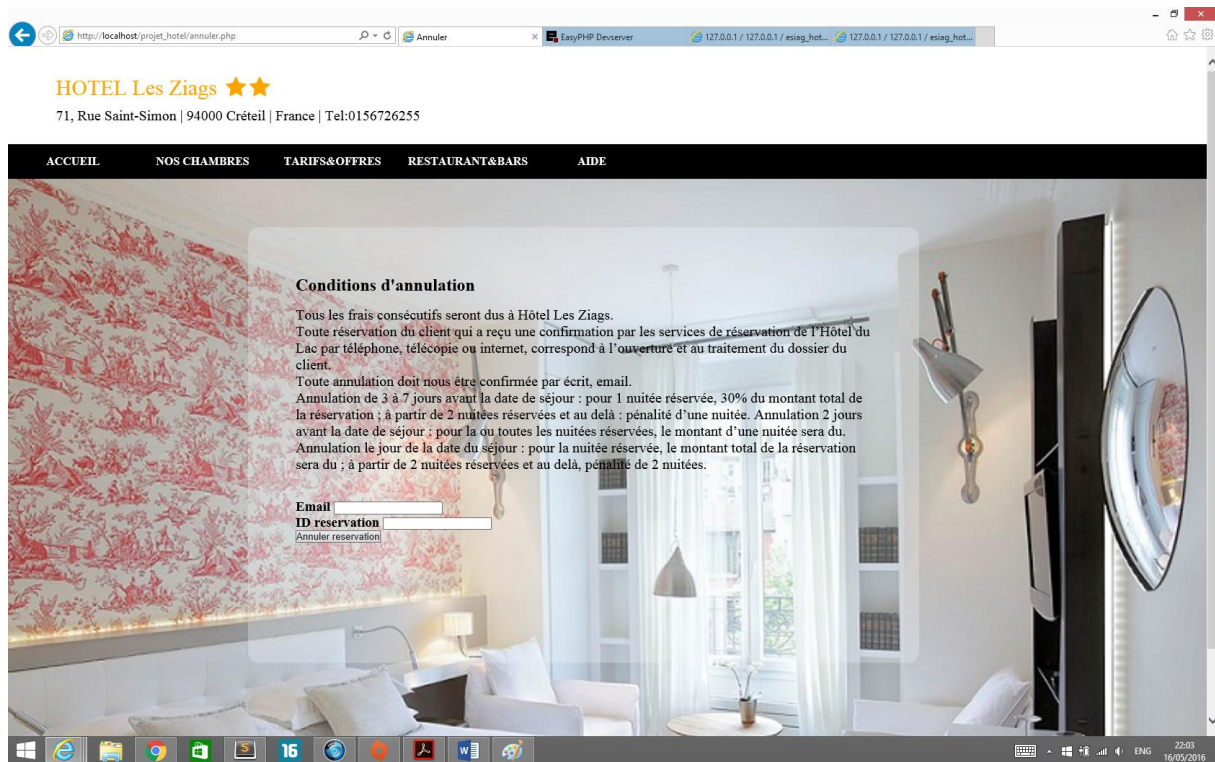 http://localhost/projet_hotel/annuler.php
Annuler
EasyPHP Devserver
127.0.0.1 / 127.0.0.1 / esiag_hot...
127.0.0.1 / 127.0.0.1 / esiag_hot...
HOTEL Les Ziags
71, Rue Saint-Simon | 94000 Créteil | France | Tel:0156726255
ACCUEIL NOS CHAMBRES TARIFS&OFFRES RESTAURANT&BARS AIDE
Conditions d'annulation
Tous les frais consécutifs seront dus à Hôtel Les Ziags.
Toute réservation du client qui a reçu une confirmation par les services de réservation de l'Hôtel du
Lac par téléphone, télécopie ou internet, correspond à l'ouverture et au traitement du dossier du
client.
Toute annulation doit nous être confirmée par écrit, email.
Annulation de 3 à 7 jours avant la date de séjour : pour 1 nuitée réservée, 30% du montant total de
la réservation ; à partir de 2 nuitées réservées et au delà : pénalité d'une nuitée. Annulation 2 jours
avant la date de séjour : pour la ou toutes les nuitées réservées, le montant d'une nuitée sera du.
Annulation le jour de la date du séjour : pour la nuitée réservée, le montant total de la réservation
sera du ; à partir de 2 nuitées réservées et au delà, pénalité de 2 nuitées.
Email
ID reservation
Annuler reservation
16
ENG
22:03
16/05/2016